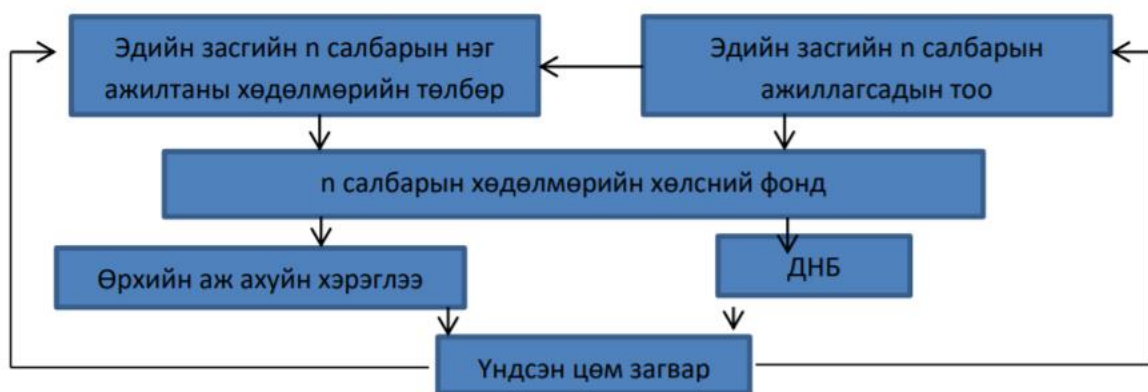 Эдийн засгийн n салбарын нэг
ажилтаны хөдөлмөрийн төлбөр
Эдийн засгийн n салбарын
ажиллагсадын тоо
n салбарын хөдөлмөрийн хөлсний фонд
Өрхийн аж ахуйн хэрэглээ
ДНБ
Үндсэн цөм загвар